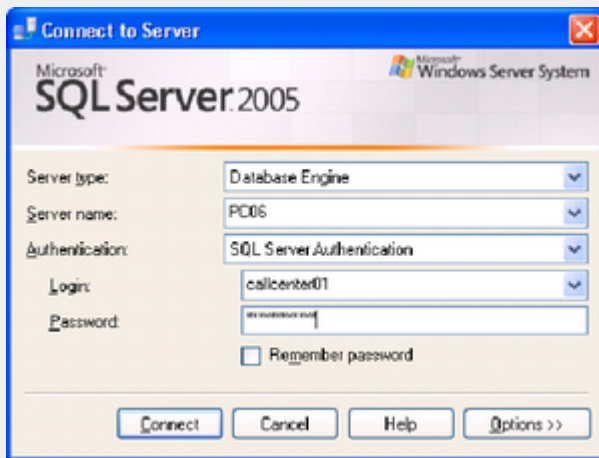 Connect to Server
Microsoft
SQL Server 2005
Microsoft
Windows Server System
Server type: Database Engine
Server name: PC06
Authentication: SQL Server Authentication
Login: callcenter01
Password:
Remember password
Connect Cancel Help Options >>